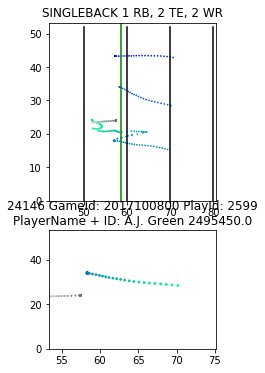 SINGLEBACK 1 RB, 2 TE, 2 WR
50
40
30
20
10
0
50 60 70 80
24146 GameId: 2017100800 PlayId: 2599
PlayerName + ID: A.J. Green 2495450.0
40
20
0
55 60 65 70 75